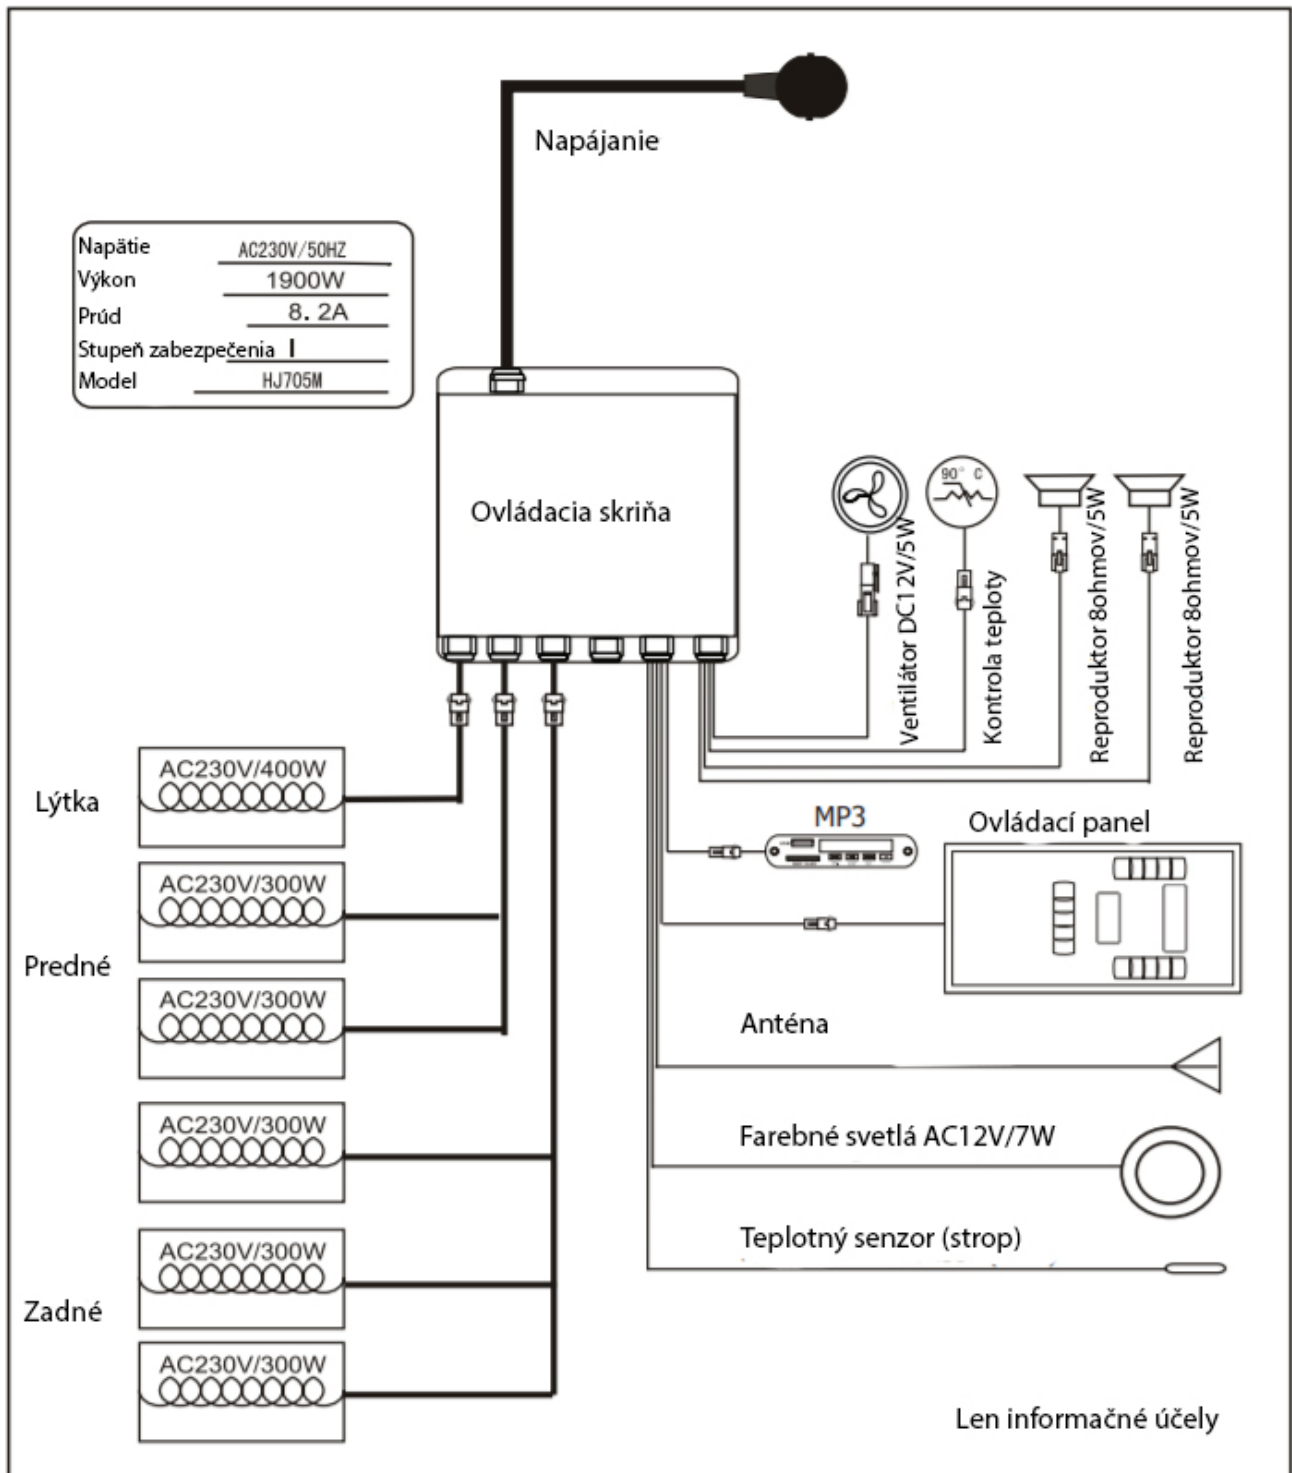 Napájanie
Napätie AC230V/50HZ
Výkon 1900W
Prúd 8.2A
Stupeň zabezpečenia I
Model HJ705M
Ovládacia skriňa
90° C
Ventilátor DC12V/5W
Kontrola teploty
Reproduktor 8ohmov/5W
Reproduktor 8ohmov/5W
AC230V/400W
Lýtka
AC230V/300W
Predné
AC230V/300W
AC230V/300W
AC230V/300W
Zadné
AC230V/300W
MP3
Ovládací panel
Anténa
Farebné svetlá AC12V/7W
Teplotný senzor (strop)
Len informačné účely